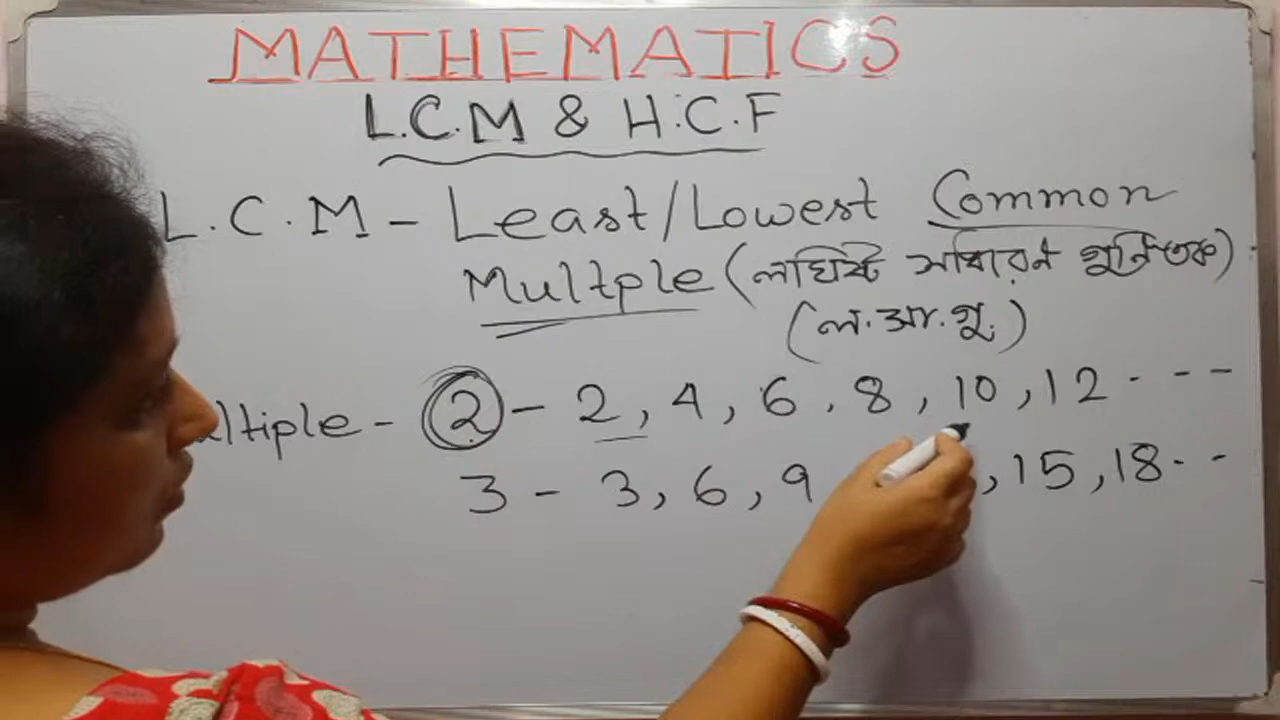 MATHEMATICS
L.C.M & H.C.F
L.C.M - Least/Lowest Common
Multple (লঘিষ্ট সাধারণ গুনিতক)
(ল.সা.গু.)
ltiple - 2 - 2, 4, 6, 8, 10, 12 - - -
3 - 3, 6, 9 , 15, 18 - -